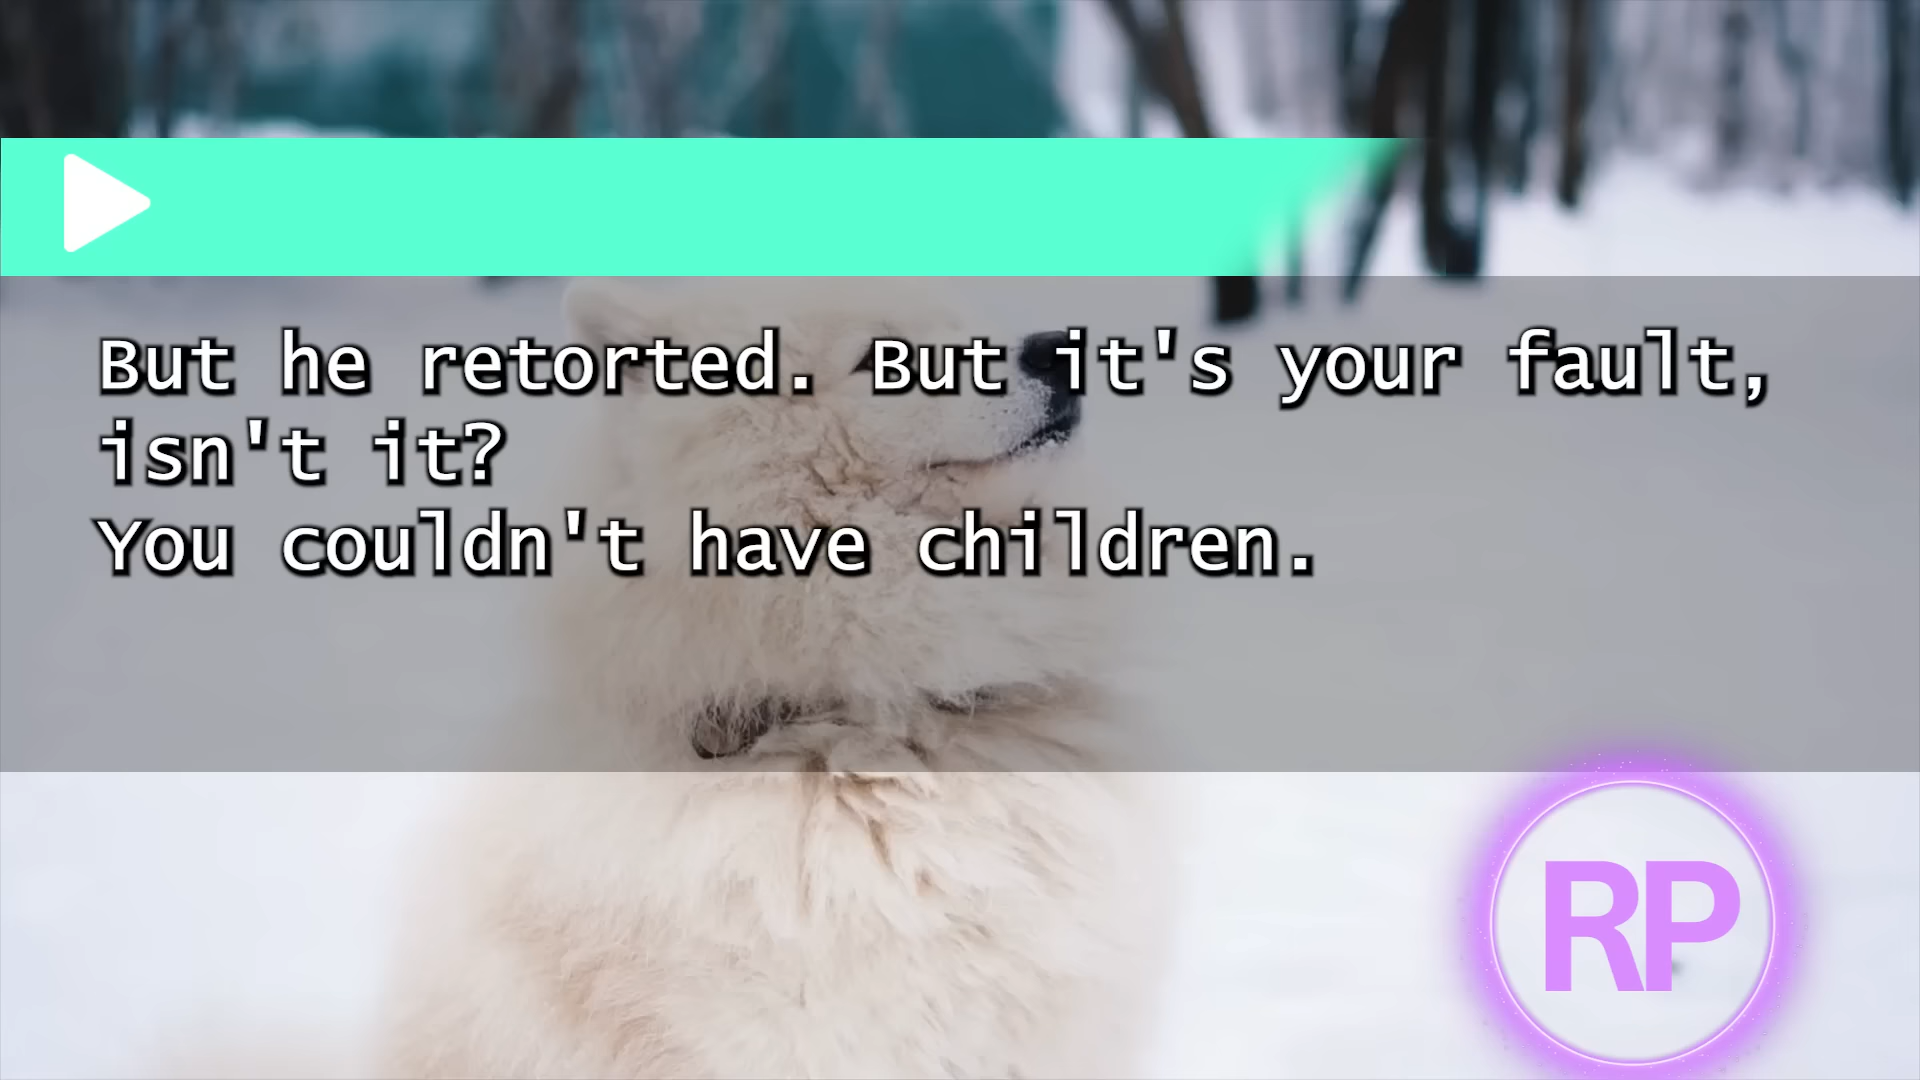 But he retorted. But it's your fault,
isn't it?
You couldn't have children.
RP